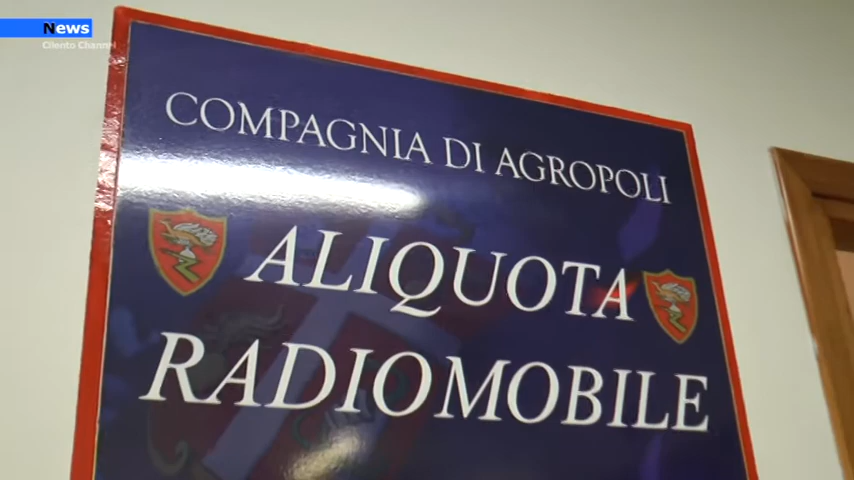 News
Cilento Channel
COMPAGNIA DI AGROPOLI
ALIQUOTA
RADIOMOBILE